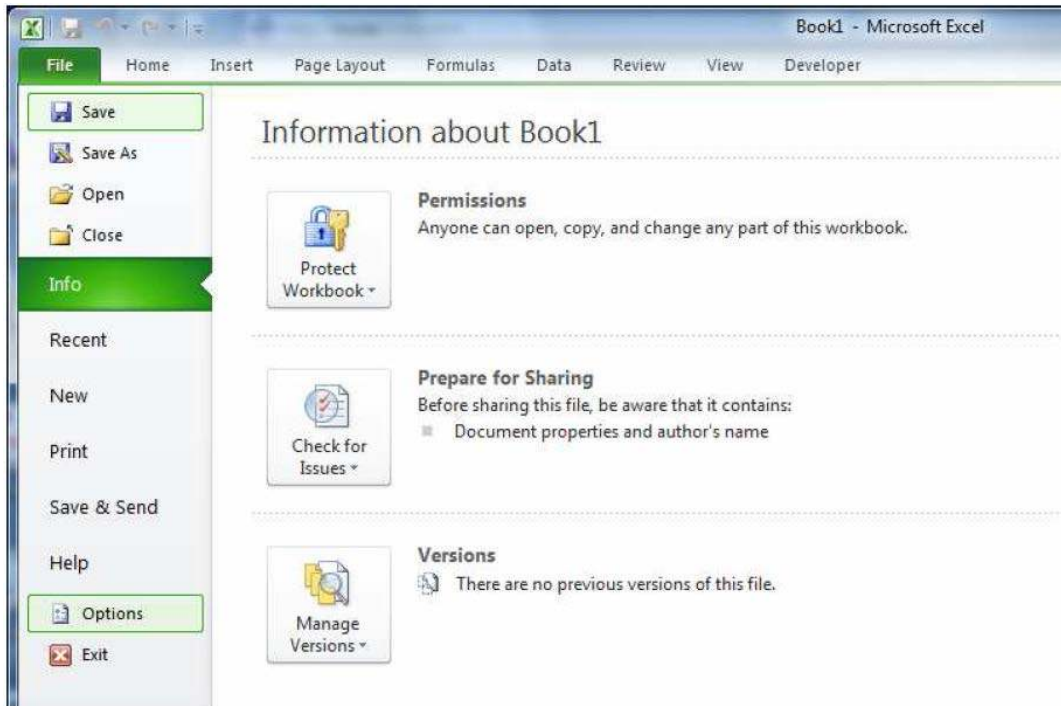 Book1 - Microsoft Excel
File Home Insert Page Layout Formulas Data Review View Developer
Save
Save As
Open
Close
Info
Recent
New
Print
Save & Send
Help
Options
Exit
Information about Book1
Protect
Workbook
Permissions
Anyone can open, copy, and change any part of this workbook.
Check for
Issues
Prepare for Sharing
Before sharing this file, be aware that it contains:
Document properties and author's name
Manage
Versions
Versions
There are no previous versions of this file.